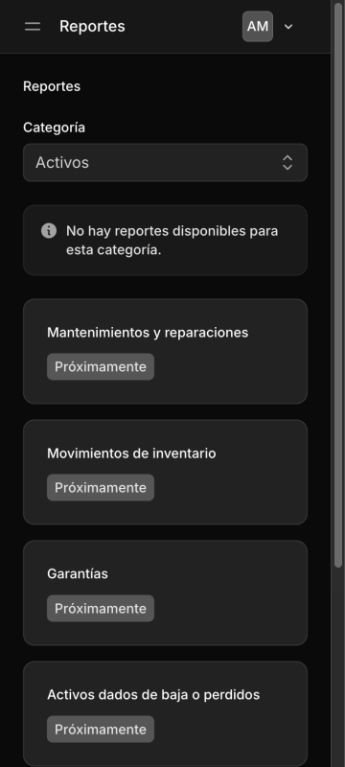 Reportes
AM
Reportes
Categoría
Activos
No hay reportes disponibles para
esta categoría.
Mantenimientos y reparaciones
Próximamente
Movimientos de inventario
Próximamente
Garantías
Próximamente
Activos dados de baja o perdidos
Próximamente